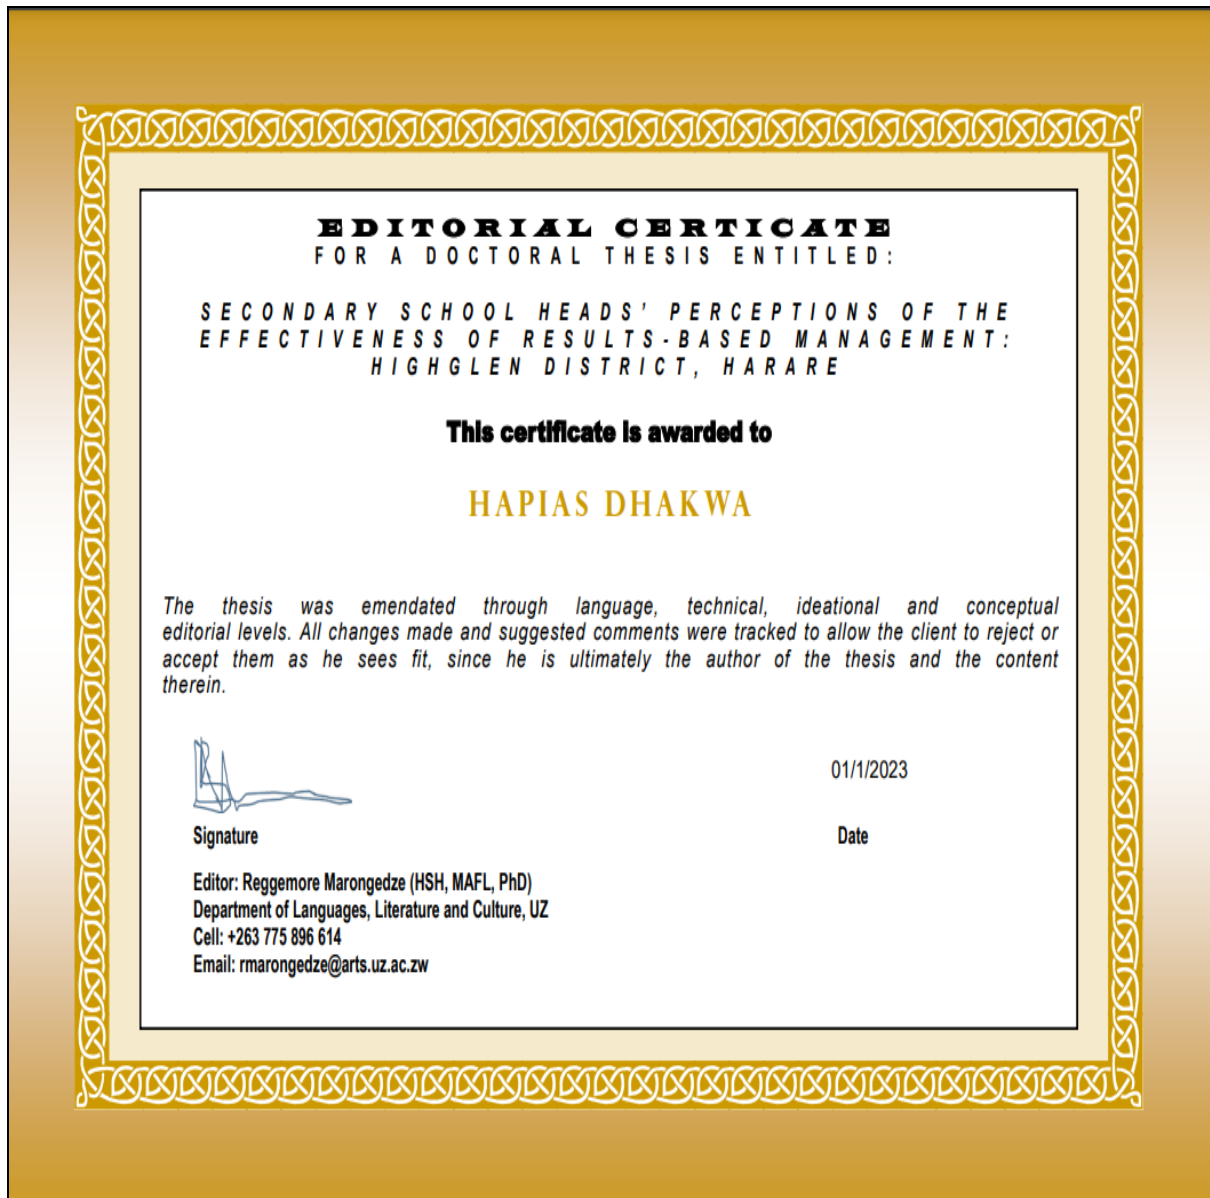 EDITORIAL CERTICATE
FOR A DOCTORAL THESIS ENTITLED:
SECONDARY SCHOOL HEADS' PERCEPTIONS OF THE
EFFECTIVENESS OF RESULTS-BASED MANAGEMENT:
HIGHGLEN DISTRICT, HARARE
This certificate is awarded to
HAPIAS DHAKWA
The thesis was emendated through language, technical, ideational and conceptual
editorial levels. All changes made and suggested comments were tracked to allow the client to reject or
accept them as he sees fit, since he is ultimately the author of the thesis and the content
therein.
01/1/2023
Signature Date
Editor: Reggemore Marongedze (HSH, MAFL, PhD)
Department of Languages, Literature and Culture, UZ
Cell: +263 775 896 614
Email: rmarongedze@arts.uz.ac.zw